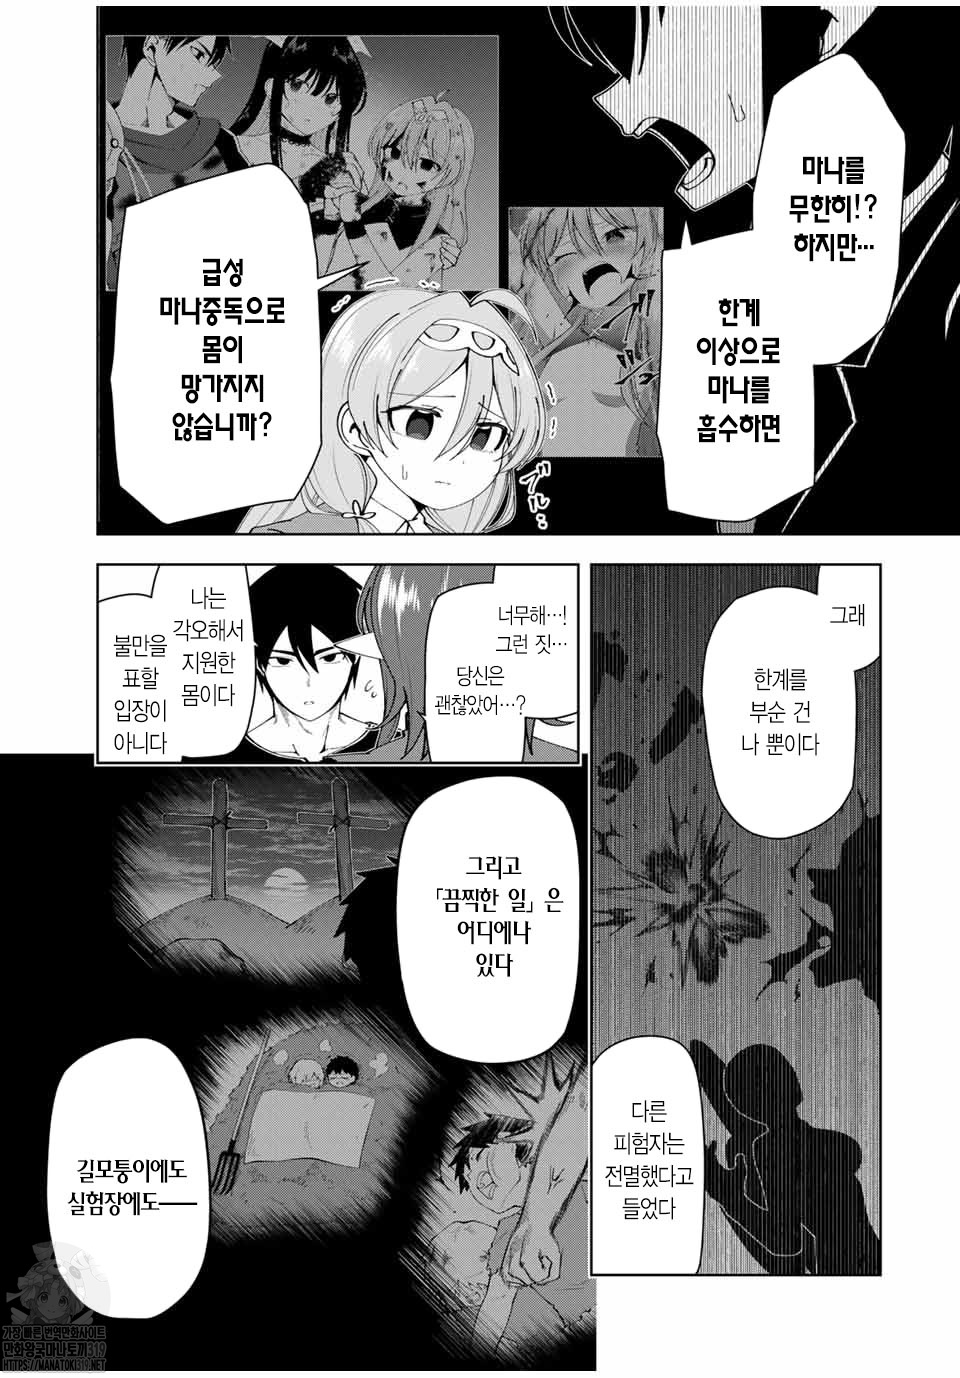 마나를
무한히!?
하지만…
한계
이상으로
마나를
흡수하면
급성
마나중독으로
몸이
망가지지
않습니까?
ブルッ…
그래
한계를
부순 건
나 뿐이다
다른
피험자는
전멸했다고
들었다
너무해…!
그런 짓…
당신은
괜찮았어…?
나는
각오해서
지원한
몸이다
불만을
표할
입장이
아니다
그리고
「끔찍한 일」은
어디에나
있다
길모퉁이에도
실험장에도——
가장 빠른 번역만화사이트
만화왕국마나토끼319
HTTPS://MANATOKI319.NET